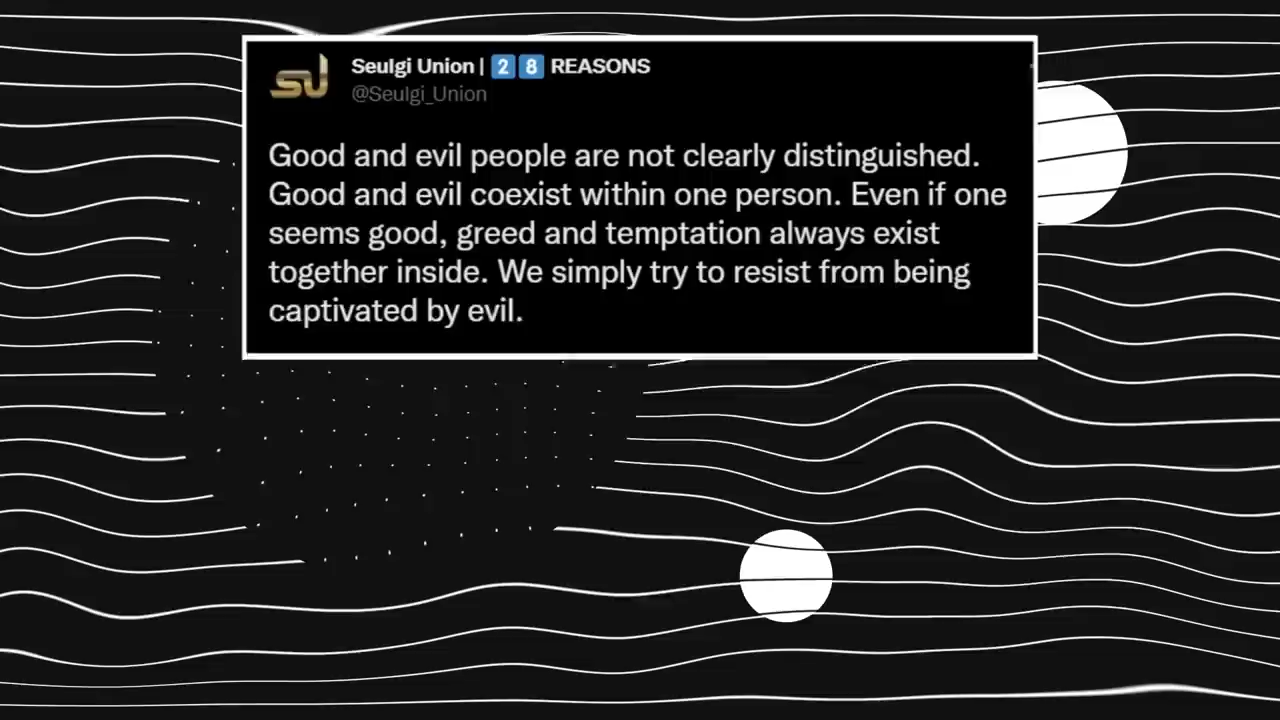 SU
Seulgi Union | 2️⃣8️⃣ REASONS
@Seulgi_Union
Good and evil people are not clearly distinguished.
Good and evil coexist within one person. Even if one
seems good, greed and temptation always exist
together inside. We simply try to resist from being
captivated by evil.